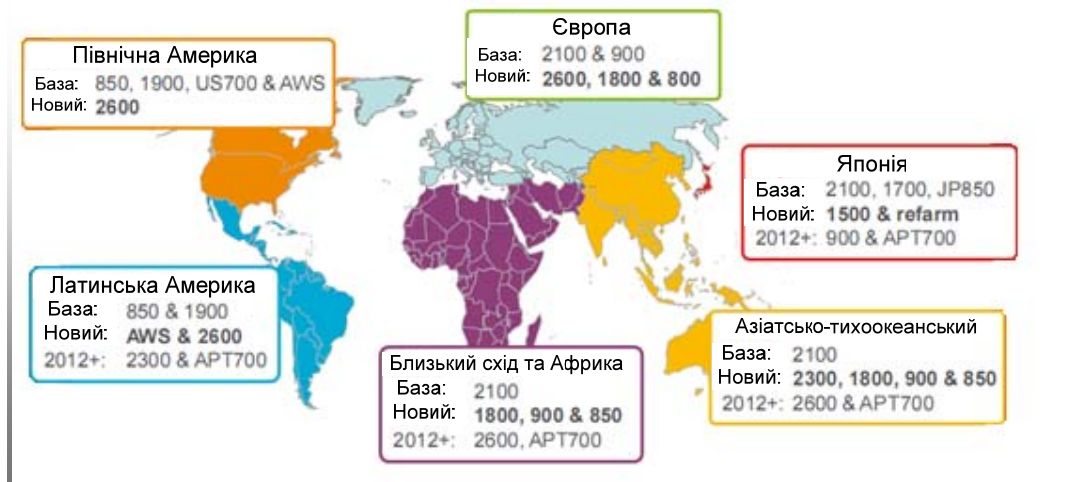 Північна Америка
База: 850, 1900, US700 & AWS
Новий: 2600
Європа
База: 2100 & 900
Новий: 2600, 1800 & 800
Японія
База: 2100, 1700, JP850
Новий: 1500 & refarm
2012+: 900 & APT700
Латинська Америка
База: 850 & 1900
Новий: AWS & 2600
2012+: 2300 & APT700
Близький схід та Африка
База: 2100
Новий: 1800, 900 & 850
2012+: 2600, APT700
Азіатсько-тихоокеанський
База: 2100
Новий: 2300, 1800, 900 & 850
2012+: 2600 & APT700